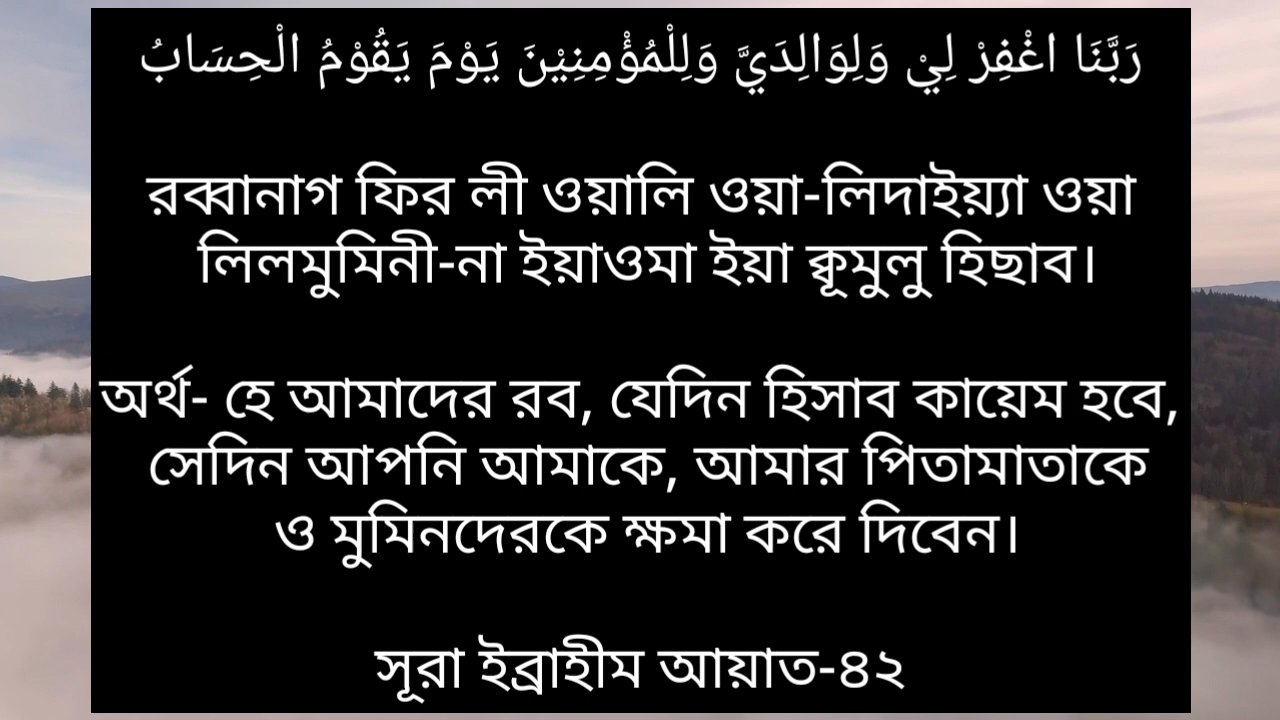 رَبَّنَا اغْفِرْ لِيْ وَلِوَالِدَيَّ وَلِلْمُؤْمِنِيْنَ يَوْمَ يَقُوْمُ الْحِسَابُ
রব্বানাগ ফির লী ওয়ালি ওয়া-লিদাইয়্যা ওয়া
লিলমুমিনী-না ইয়াওমা ইয়া ক্বূমুলু হিছাব।
অর্থ- হে আমাদের রব, যেদিন হিসাব কায়েম হবে,
সেদিন আপনি আমাকে, আমার পিতামাতাকে
ও মুমিনদেরকে ক্ষমা করে দিবেন।
সূরা ইব্রাহীম আয়াত-৪২